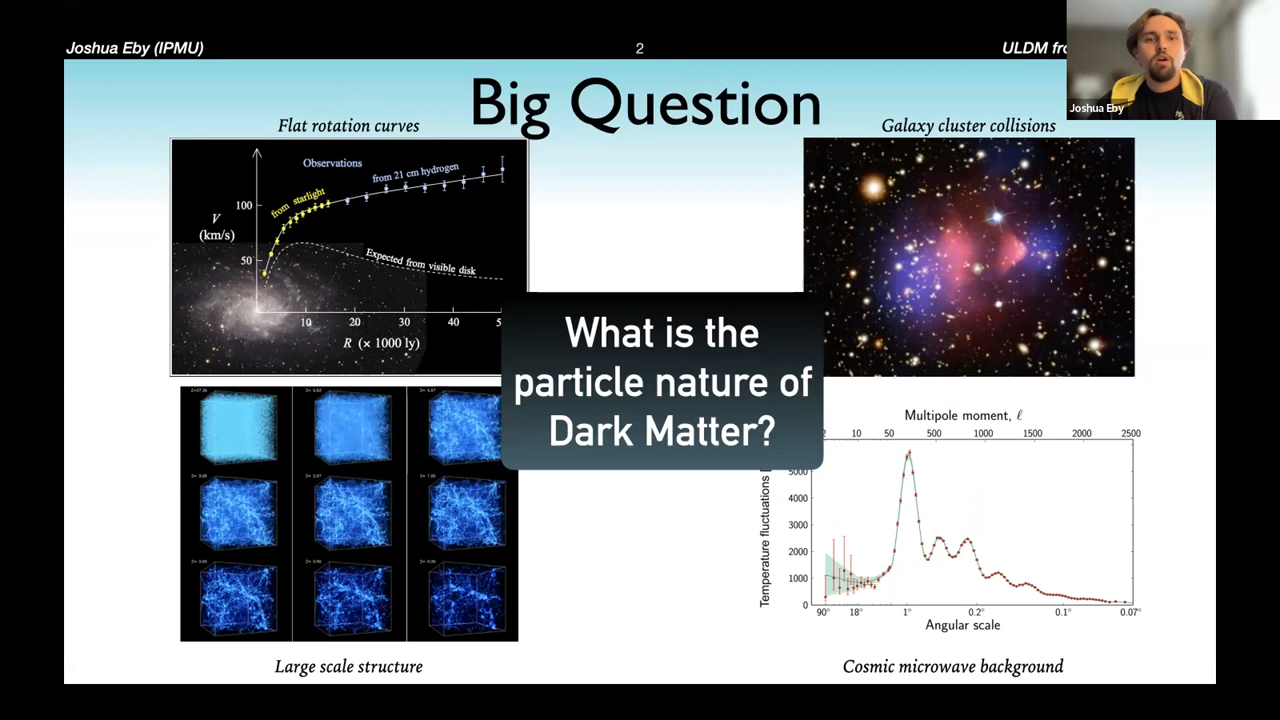 Joshua Eby (IPMU)
2
ULDM fro
Joshua Eby
Big Question
Flat rotation curves
Galaxy cluster collisions
Observations
from starlight
from 21 cm hydrogen
V
(km/s)
100
50
Expected from visible disk
10 20 30 40 5
R (× 1000 ly)
What is the
particle nature of
Dark Matter?
Multipole moment, ℓ
2 10 50 500 1000 1500 2000 2500
Temperature fluctuations [
5000
4000
3000
2000
1000
0
90° 18° 1° 0.2° 0.1° 0.07°
Angular scale
Large scale structure
Cosmic microwave background